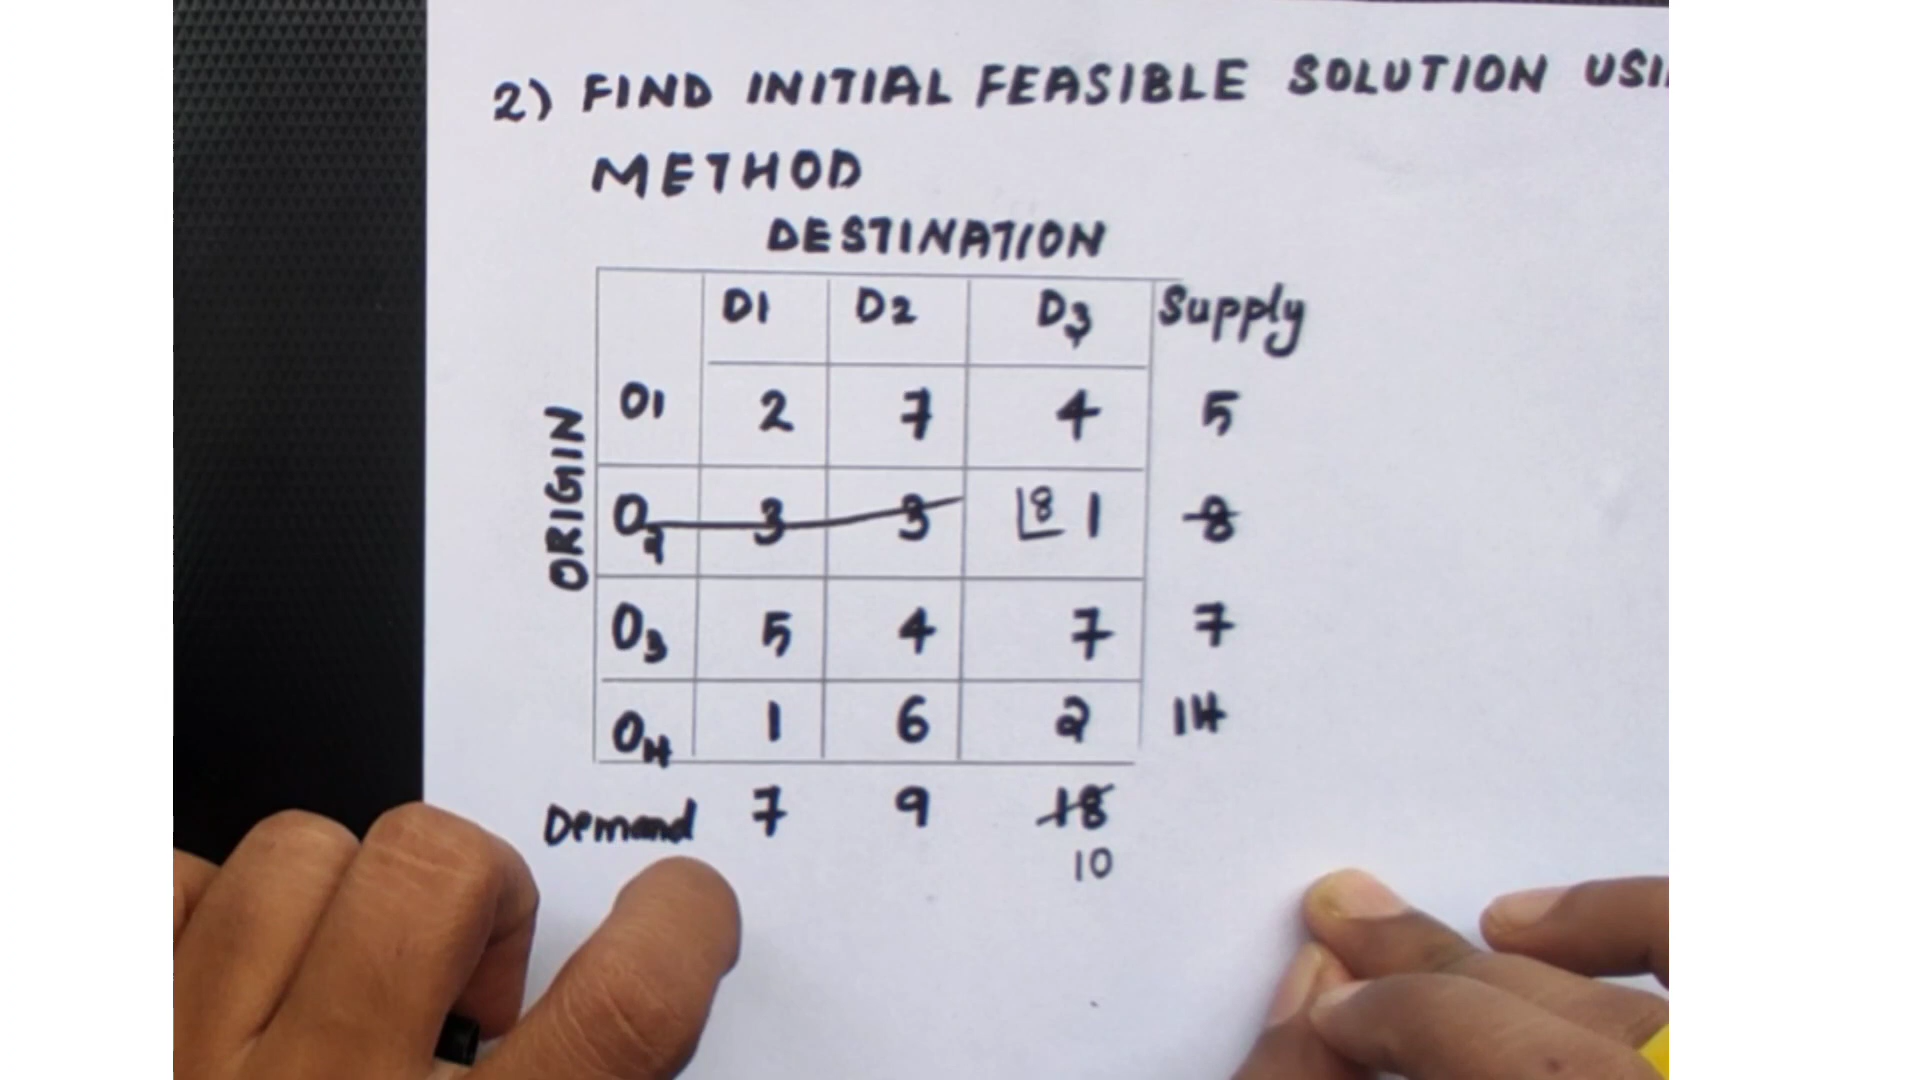 2) FIND INITIAL FEASIBLE SOLUTION
METHOD
DESTINATION
D1 D2 D3 Supply
ORIGIN
O1 2 7 4 5
O2 3 3 8 1 8
O3 5 4 7 7
O4 1 6 2 14
Demand 7 9 18
10